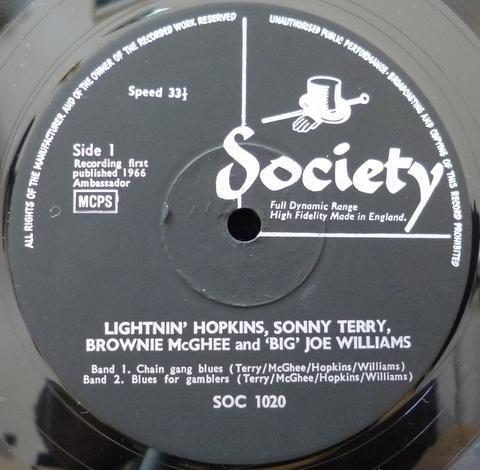 ALL RIGHTS OF THE MANUFACTURER AND OF THE OWNER OF THE RECORDED WORK RESERVED
UNAUTHORISED PUBLIC PERFORMANCE · BROADCASTING AND COPYING OF THIS RECORD PROHIBITED
Speed 33⅓
Side 1
Recording first
published 1966
Ambassador
MCPS
Society
Full Dynamic Range
High Fidelity Made in England.
LIGHTNIN' HOPKINS, SONNY TERRY,
BROWNIE McGHEE and 'BIG' JOE WILLIAMS
Band 1. Chain gang blues (Terry/McGhee/Hopkins/Williams)
Band 2. Blues for gamblers (Terry/McGhee/Hopkins/Williams)
SOC 1020